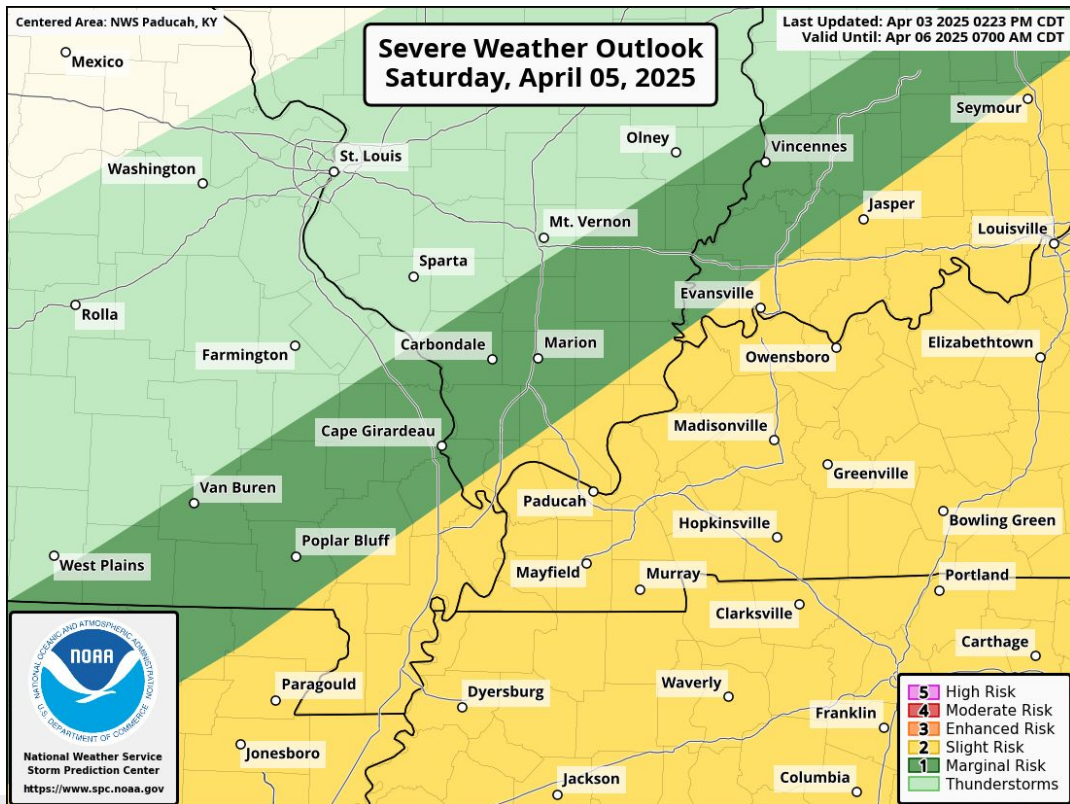 Centered Area: NWS Paducah, KY
Severe Weather Outlook
Saturday, April 05, 2025
Last Updated: Apr 03 2025 0223 PM CDT
Valid Until: Apr 06 2025 0700 AM CDT
Mexico
Seymour
Olney
Vincennes
St. Louis
Washington
Jasper
Mt. Vernon
Louisville
Sparta
Evansville
Rolla
Farmington
Carbondale
Marion
Owensboro
Elizabethtown
Cape Girardeau
Madisonville
Greenville
Van Buren
Paducah
Hopkinsville
Bowling Green
Poplar Bluff
West Plains
Mayfield
Murray
Portland
Clarksville
Carthage
Paragould
Dyersburg
Waverly
Franklin
Jonesboro
Jackson
Columbia
NATIONAL OCEANIC AND ATMOSPHERIC ADMINISTRATION
NOAA
U.S. DEPARTMENT OF COMMERCE
National Weather Service
Storm Prediction Center
https://www.spc.noaa.gov
5 High Risk
4 Moderate Risk
3 Enhanced Risk
2 Slight Risk
1 Marginal Risk
Thunderstorms